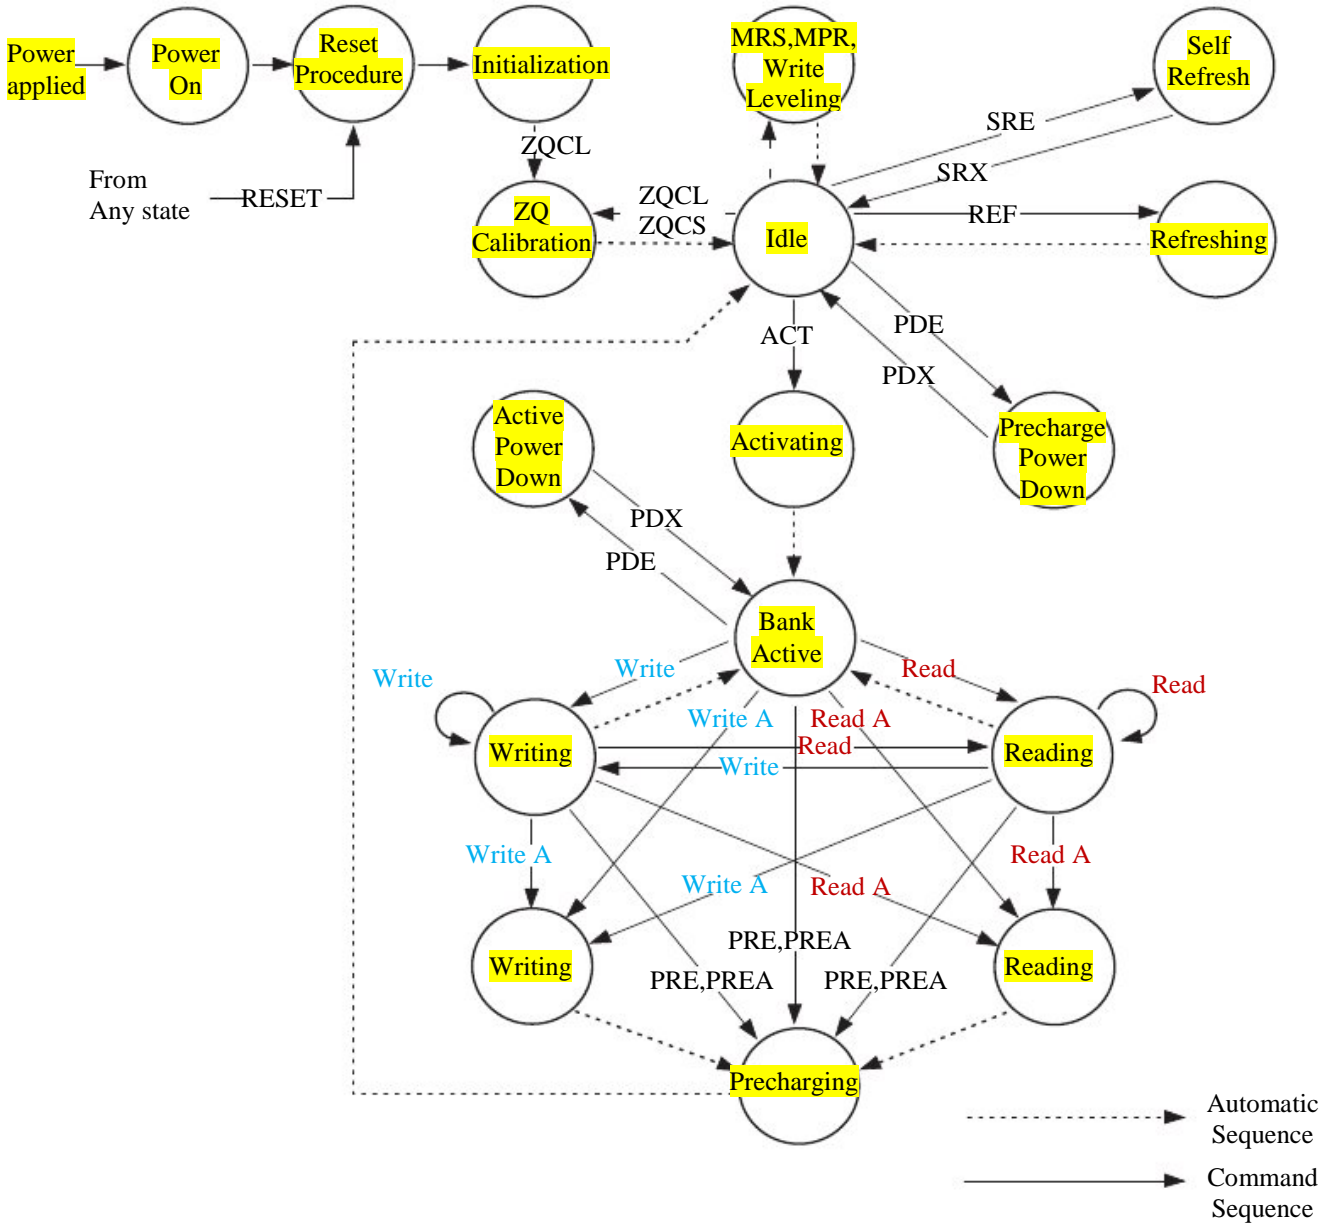 Power
applied
Power
On
Reset
Procedure
Initialization
MRS,MPR,
Write
Leveling
Self
Refresh
From
Any state
RESET
ZQCL
ZQCL
ZQCS
SRE
SRX
REF
ZQ
Calibration
Idle
Refreshing
ACT
PDE
PDX
Active
Power
Down
Activating
Precharge
Power
Down
PDX
PDE
Bank
Active
Write
Write
Read
Read
Write A
Read A
Writing
Read
Write
Reading
Write A
Write A
Read A
Read A
Writing
PRE,PREA
PRE,PREA
PRE,PREA
Reading
Precharging
Automatic
Sequence
Command
Sequence